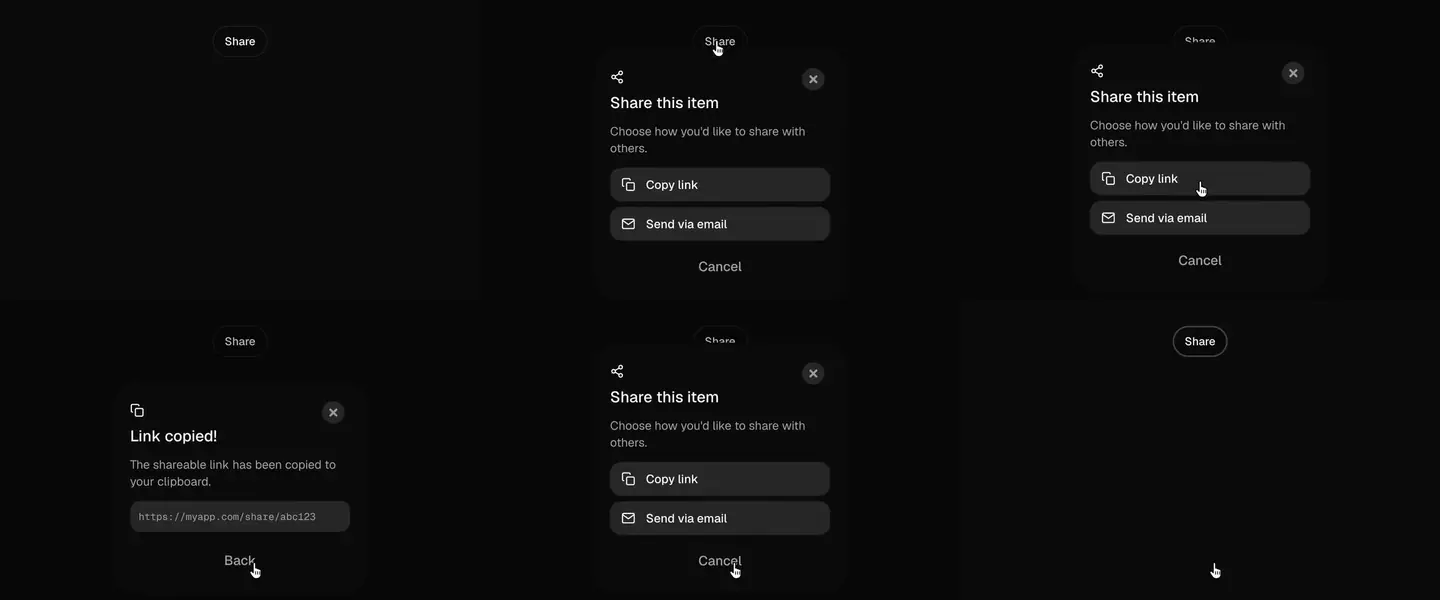 Share
Share
Share this item
Choose how you'd like to share with
others.
Copy link
Send via email
Cancel
Share
Share this item
Choose how you'd like to share with
others.
Copy link
Send via email
Cancel
Share
Link copied!
The shareable link has been copied to
your clipboard.
https://myapp.com/share/abc123
Back
Share
Share this item
Choose how you'd like to share with
others.
Copy link
Send via email
Cancel
Share